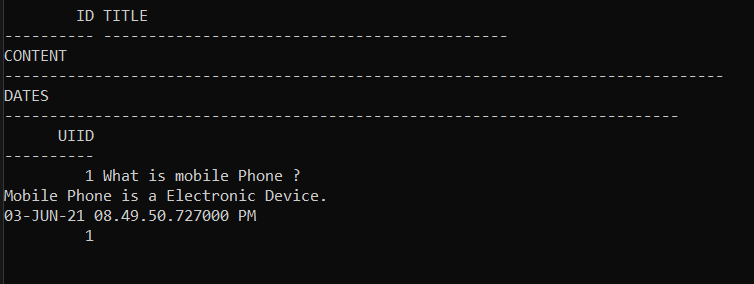 ID TITLE
---------- ---------------------------------------------
CONTENT
--------------------------------------------------------------------------------
DATES
---------------------------------------------------------------------------
      UIID
----------
         1 What is mobile Phone ?
Mobile Phone is a Electronic Device.
03-JUN-21 08.49.50.727000 PM
         1